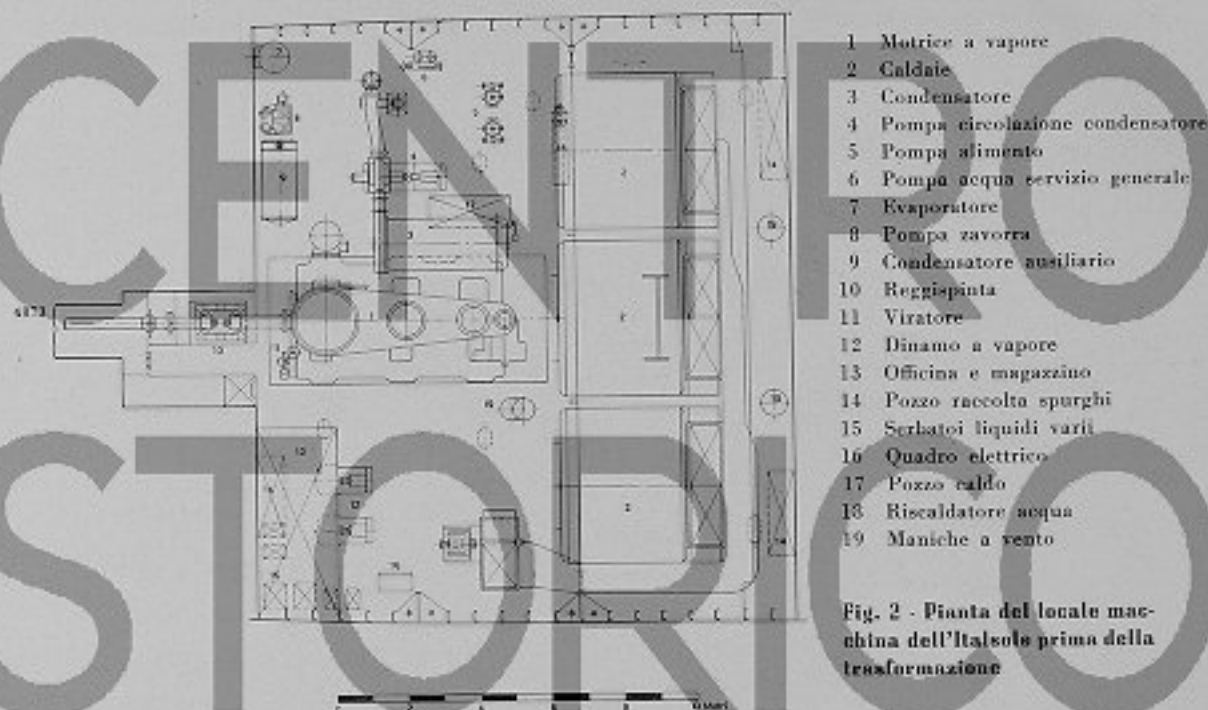 CENTRO
STORICO
1 Motrice a vapore
2 Caldaie
3 Condensatore
4 Pompa circolazione condensatore
5 Pompa alimento
6 Pompa acqua servizio generale
7 Evaporatore
8 Pompa zavorra
9 Condensatore ausiliario
10 Reggispinta
11 Viratore
12 Dinamo a vapore
13 Officina e magazzino
14 Pozzo raccolta spurghi
15 Serbatoi liquidi varii
16 Quadro elettrico
17 Pozzo caldo
18 Riscaldatore acqua
19 Maniche a vento
Fig. 2 - Pianta del locale mac-
china dell'Italsole prima della
trasformazione